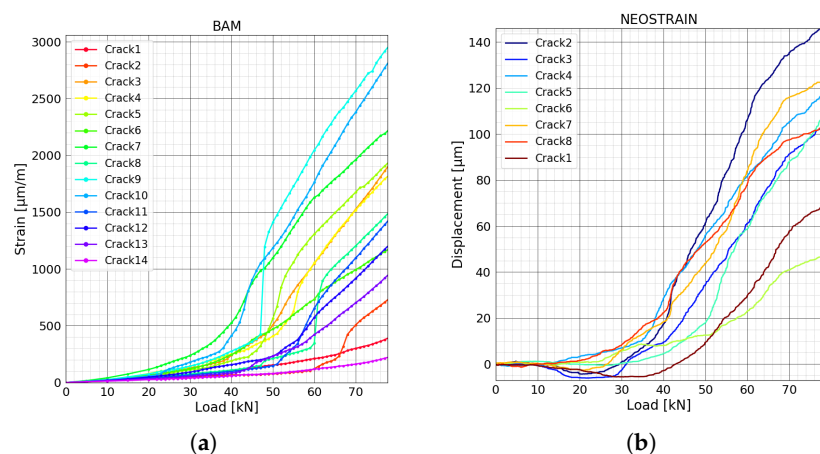 BAM
Strain [µm/m]
3000
2500
2000
1500
1000
500
0
Crack1
Crack2
Crack3
Crack4
Crack5
Crack6
Crack7
Crack8
Crack9
Crack10
Crack11
Crack12
Crack13
Crack14
0 10 20 30 40 50 60 70
Load [kN]
(a)
NEOSTRAIN
Displacement [µm]
140
120
100
80
60
40
20
0
Crack2
Crack3
Crack4
Crack5
Crack6
Crack7
Crack8
Crack1
0 10 20 30 40 50 60 70
Load [kN]
(b)